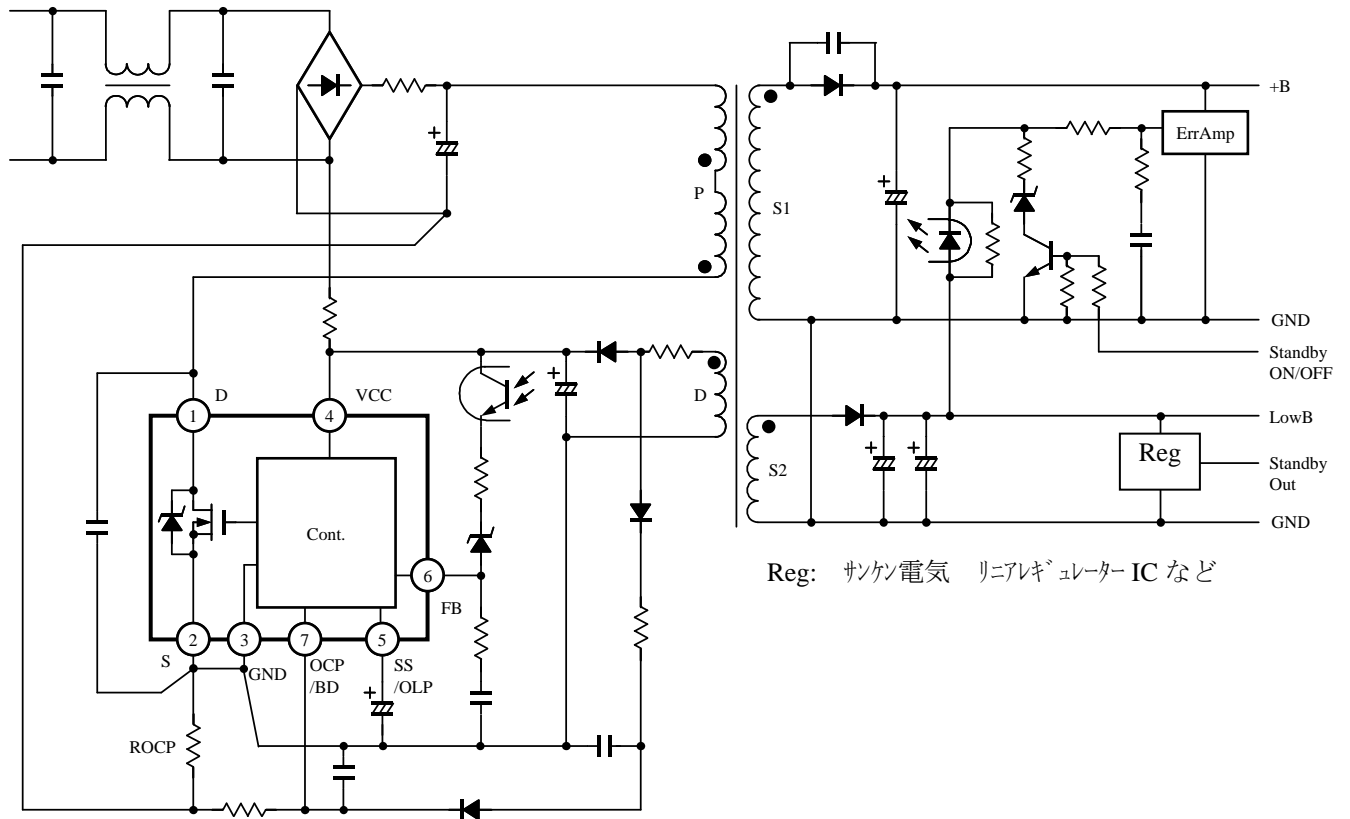 +B
ErrAmp
P
S1
GND
Standby
ON/OFF
D
VCC
D
LowB
1
4
S2
Reg
Standby
Out
Cont.
GND
6
FB
Reg: サンケン電気 リニアレギュレーター IC など
2
3
7
5
S
GND
OCP
/BD
SS
/OLP
ROCP